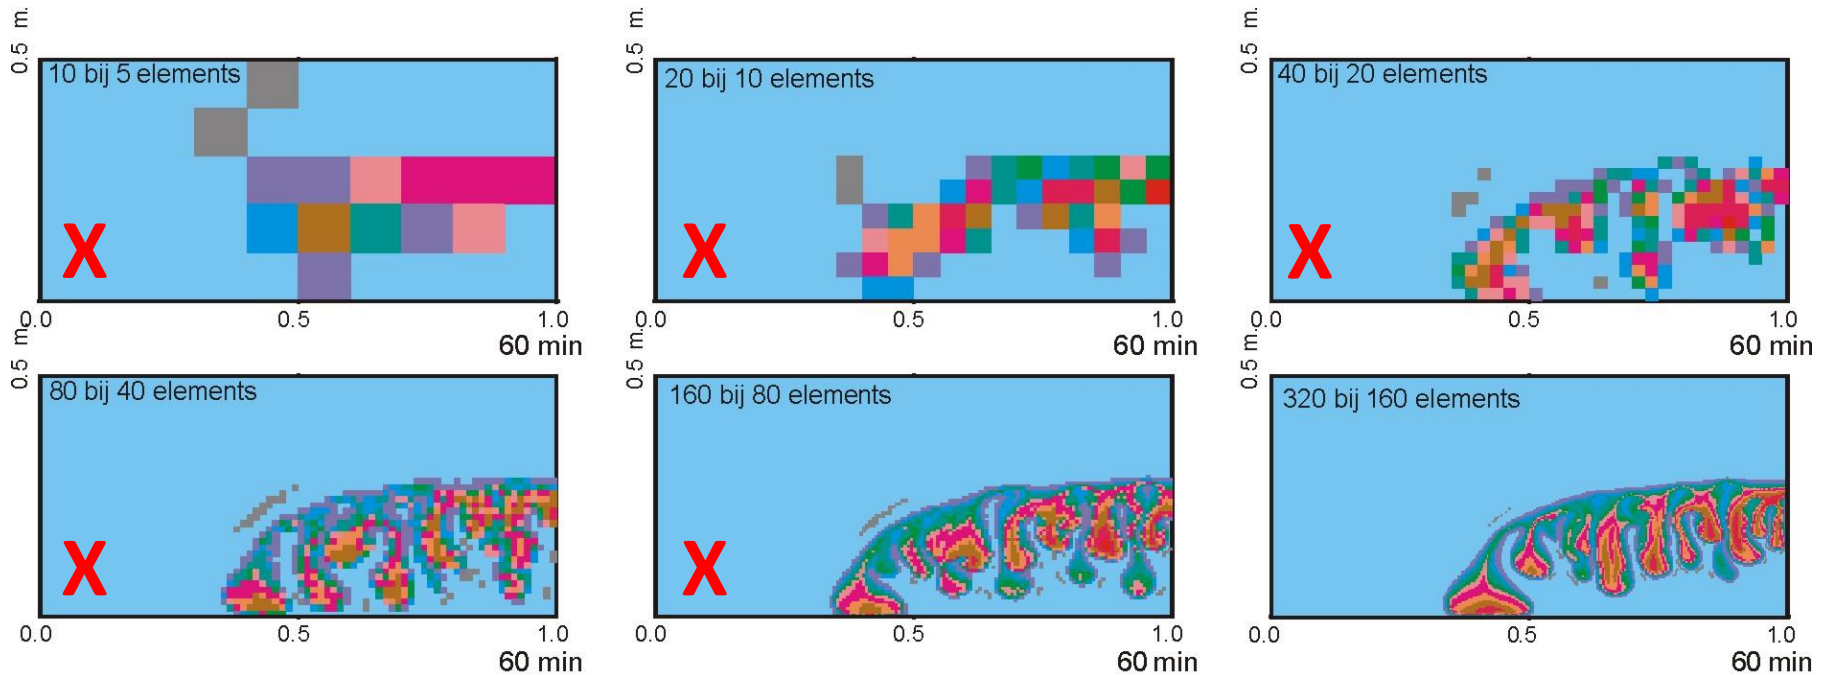 0.5 m.
10 bij 5 elements
X
0.0 0.5 1.0
60 min
0.5 m.
20 bij 10 elements
X
0.0 0.5 1.0
60 min
0.5 m.
40 bij 20 elements
X
0.0 0.5 1.0
60 min
0.5 m.
80 bij 40 elements
X
0.0 0.5 1.0
60 min
0.5 m.
160 bij 80 elements
X
0.0 0.5 1.0
60 min
0.5 m.
320 bij 160 elements
0.0 0.5 1.0
60 min